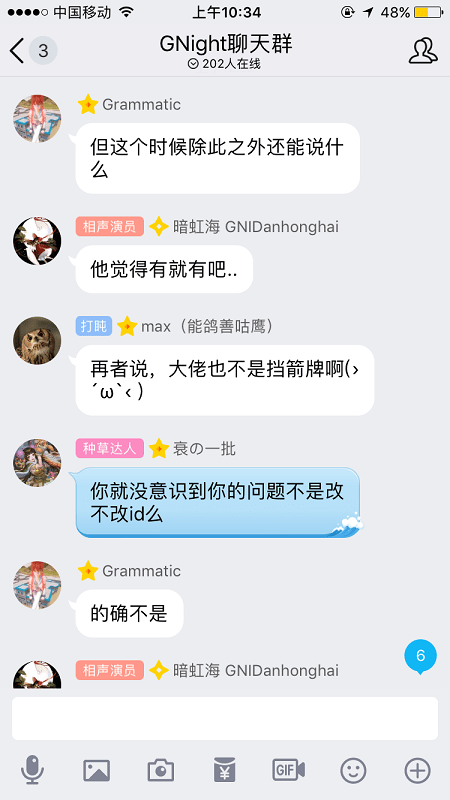 中国移动
上午10:34
48%
3
GNight聊天群
202人在线
Grammatic
但这个时候除此之外还能说什
么
相声演员 暗虹海 GNIDanhonghai
他觉得有就有吧..
打盹 max（能鸽善咕鹰）
再者说，大佬也不是挡箭牌啊(›
´ω`‹ )
种草达人 衰の一批
你就没意识到你的问题不是改
不改id么
Grammatic
的确不是
6
相声演员 暗虹海 GNIDanhonghai
¥
GIF